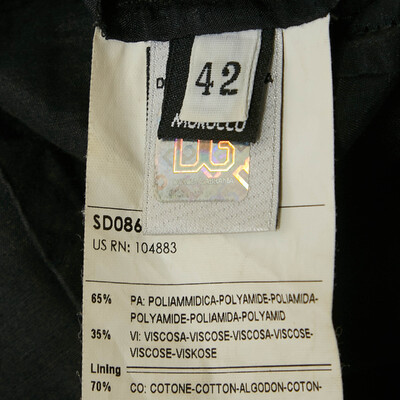 42
D
A
MOROCCO
DG
SD086
US RN: 104883
65% PA: POLIAMMIDICA-POLYAMIDE-POLIAMIDA-
POLYAMIDE-POLIAMIDA-POLYAMID
35% VI: VISCOSA-VISCOSE-VISCOSA-VISCOSE-
VISCOSE-VISKOSE
Lining
70% CO: COTONE-COTTON-ALGODON-COTON-